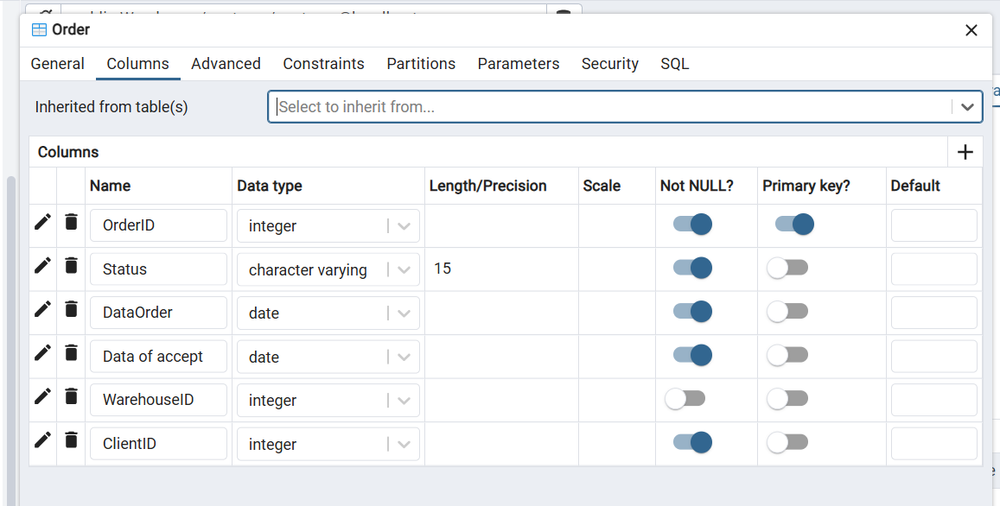 Order
General Columns Advanced Constraints Partitions Parameters Security SQL
Inherited from table(s) Select to inherit from...
Columns
Name Data type Length/Precision Scale Not NULL? Primary key? Default
OrderID integer
Status character varying 15
DataOrder date
Data of accept date
WarehouseID integer
ClientID integer